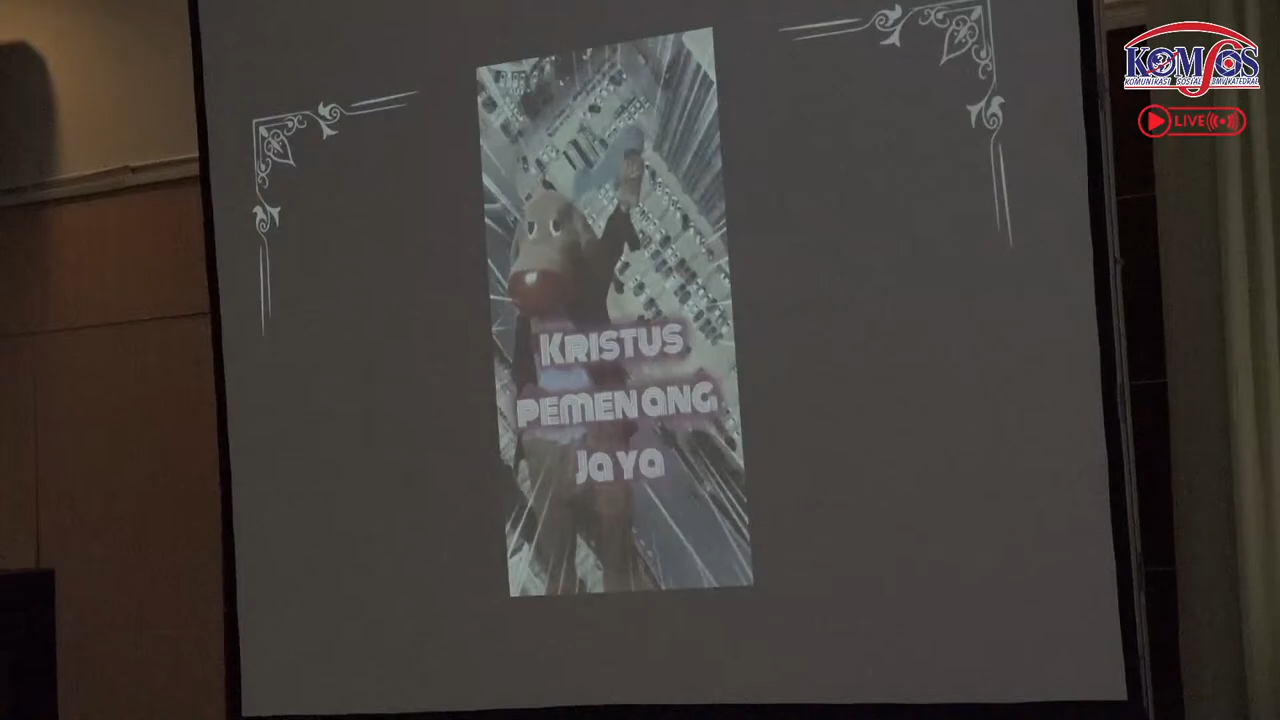 KOMSOS
KOMUNIKASI SOSIAL
LIVE
KRISTUS
PEMENANG
JaYa